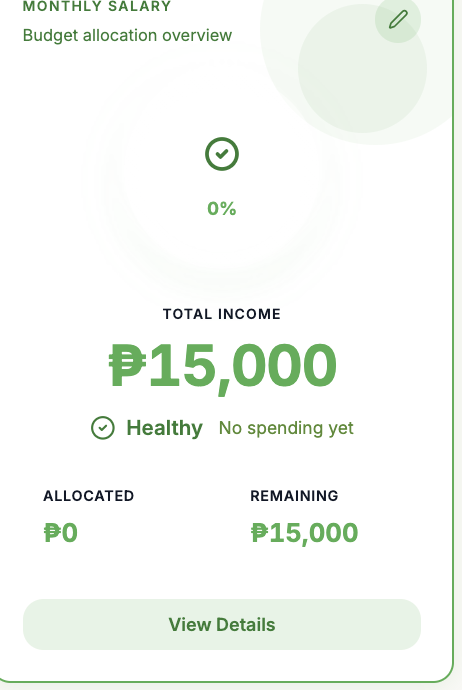 MONTHLY SALARY
Budget allocation overview
0%
TOTAL INCOME
₱15,000
Healthy No spending yet
ALLOCATED REMAINING
₱0 ₱15,000
View Details